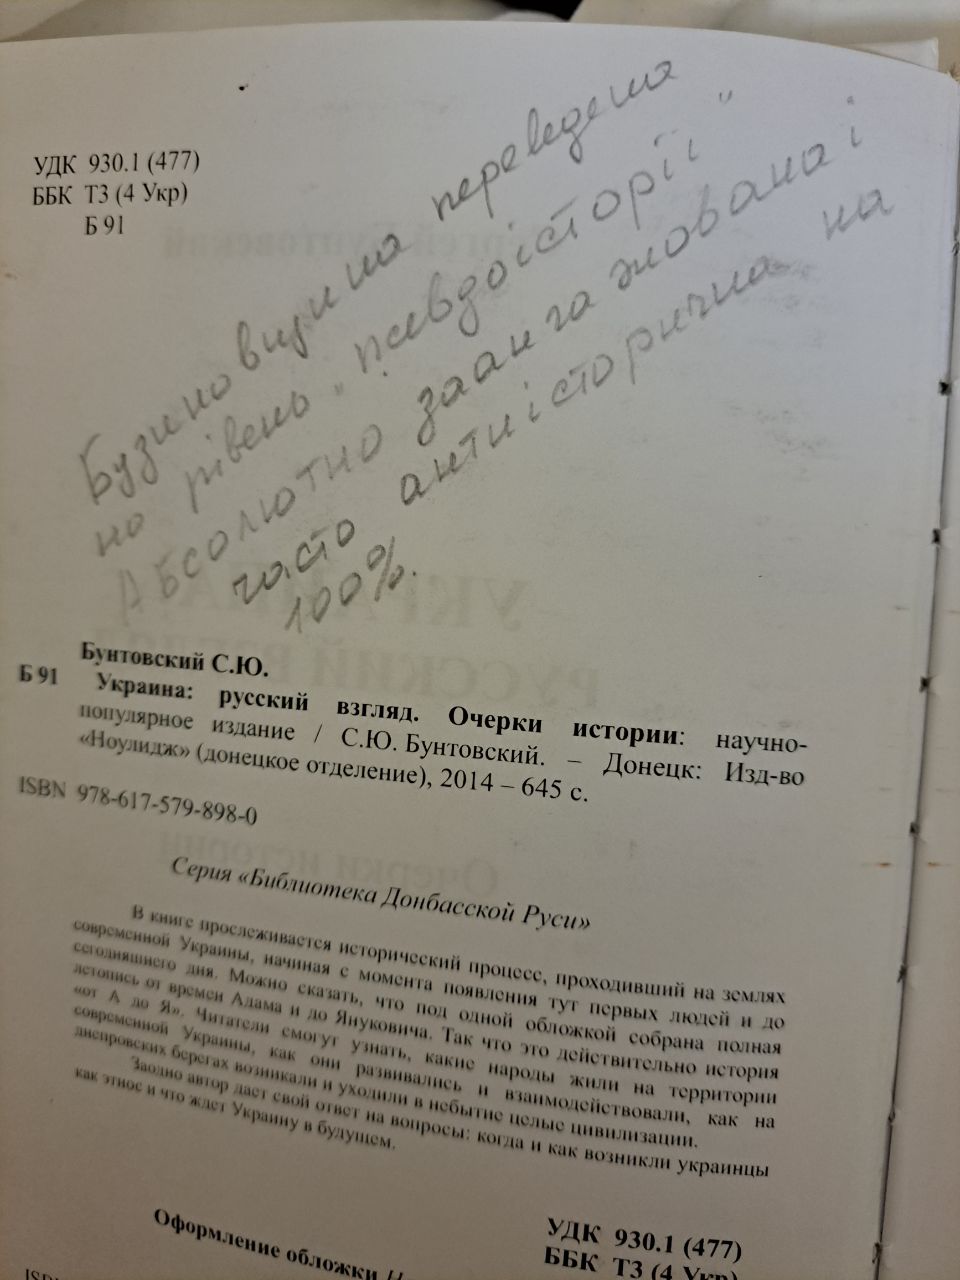 УДК 930.1 (477)
ББК Т3 (4 Укр)
Б 91
Бузиновщина переведена
на рівень „псевдоісторії"
Абсолютно заангажована і
часто антиісторична на
100%.
Бунтовский С.Ю.
Б 91 Украина: русский взгляд. Очерки истории: научно-
популярное издание / С.Ю. Бунтовский. – Донецк: Изд-во
«Ноулидж» (донецкое отделение), 2014 – 645 с.
ISBN 978-617-579-898-0
Серия «Библиотека Донбасской Руси»
В книге прослеживается исторический процесс, проходивший на землях
современной Украины, начиная с момента появления тут первых людей и до
сегодняшнего дня. Можно сказать, что под одной обложкой собрана полная
летопись от времен Адама и до Януковича. Так что это действительно история
«от А до Я». Читатели смогут узнать, какие народы жили на территории
современной Украины, как они развивались и взаимодействовали, как на
днепровских берегах возникали и уходили в небытие целые цивилизации.
Заодно автор даст свой ответ на вопросы: когда и как возникли украинцы
как этнос и что ждет Украину в будущем.
УДК 930.1 (477)
ББК Т3 (4 Укр)
Оформление обложки